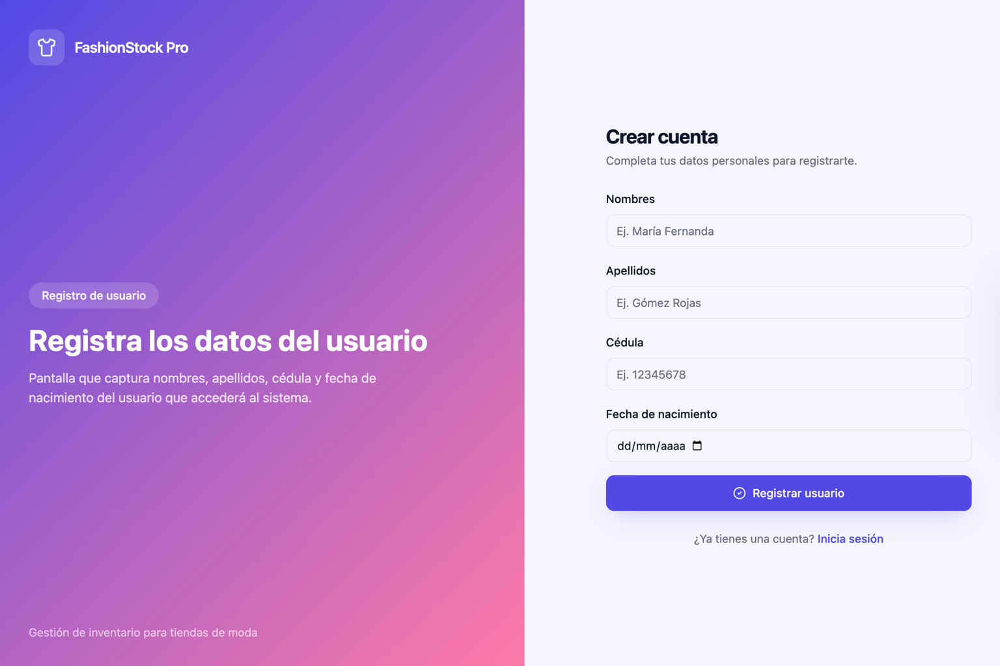 FashionStock Pro
Registro de usuario
Registra los datos del usuario
Pantalla que captura nombres, apellidos, cédula y fecha de
nacimiento del usuario que accederá al sistema.
Gestión de inventario para tiendas de moda
Crear cuenta
Completa tus datos personales para registrarte.
Nombres
Ej. María Fernanda
Apellidos
Ej. Gómez Rojas
Cédula
Ej. 12345678
Fecha de nacimiento
dd/mm/aaaa
Registrar usuario
¿Ya tienes una cuenta? Inicia sesión